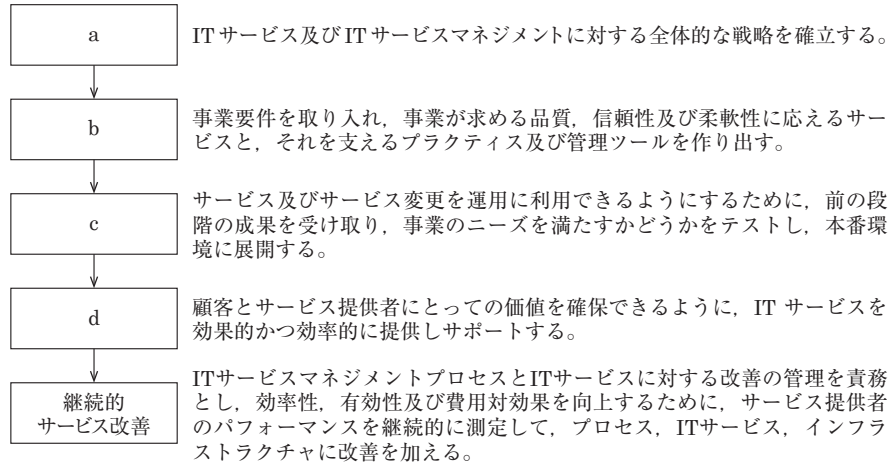 a
ITサービス及びITサービスマネジメントに対する全体的な戦略を確立する。
b
事業要件を取り入れ，事業が求める品質，信頼性及び柔軟性に応えるサー
ビスと，それを支えるプラクティス及び管理ツールを作り出す。
c
サービス及びサービス変更を運用に利用できるようにするために，前の段
階の成果を受け取り，事業のニーズを満たすかどうかをテストし，本番環
境に展開する。
d
顧客とサービス提供者にとっての価値を確保できるように，IT サービスを
効果的かつ効率的に提供しサポートする。
継続的
サービス改善
ITサービスマネジメントプロセスとITサービスに対する改善の管理を責務
とし，効率性，有効性及び費用対効果を向上するために，サービス提供者
のパフォーマンスを継続的に測定して，プロセス，ITサービス，インフラ
ストラクチャに改善を加える。